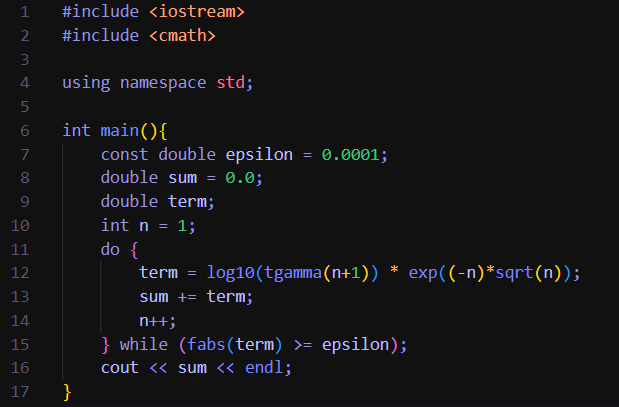 1 #include <iostream>
2 #include <cmath>
3
4 using namespace std;
5
6 int main(){
7     const double epsilon = 0.0001;
8     double sum = 0.0;
9     double term;
10     int n = 1;
11     do {
12         term = log10(tgamma(n+1)) * exp((-n)*sqrt(n));
13         sum += term;
14         n++;
15     } while (fabs(term) >= epsilon);
16     cout << sum << endl;
17 }